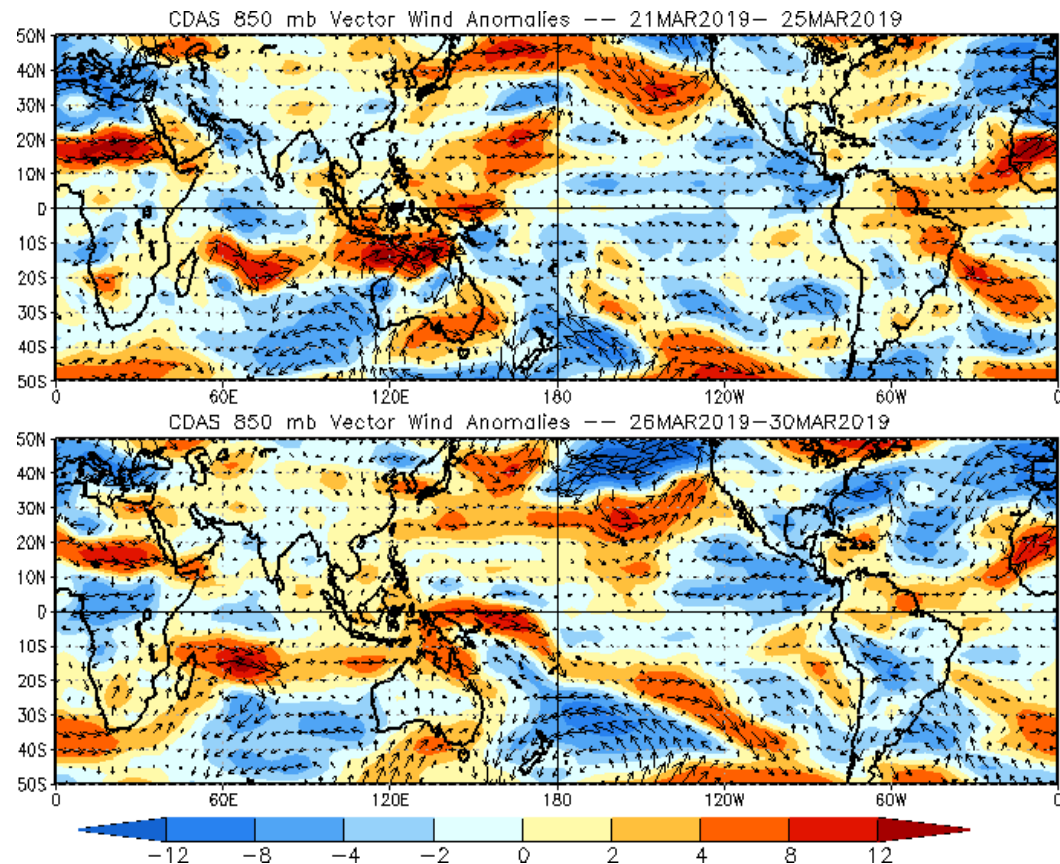 CDAS 850 mb Vector Wind Anomalies -- 21MAR2019- 25MAR2019
50N
40N
30N
20N
10N
0
10S
20S
30S
40S
50S
0 60E 120E 180 120W 60W 0
CDAS 850 mb Vector Wind Anomalies -- 26MAR2019-30MAR2019
50N
40N
30N
20N
10N
0
10S
20S
30S
40S
50S
0 60E 120E 180 120W 60W 0
-12 -8 -4 -2 0 2 4 8 12